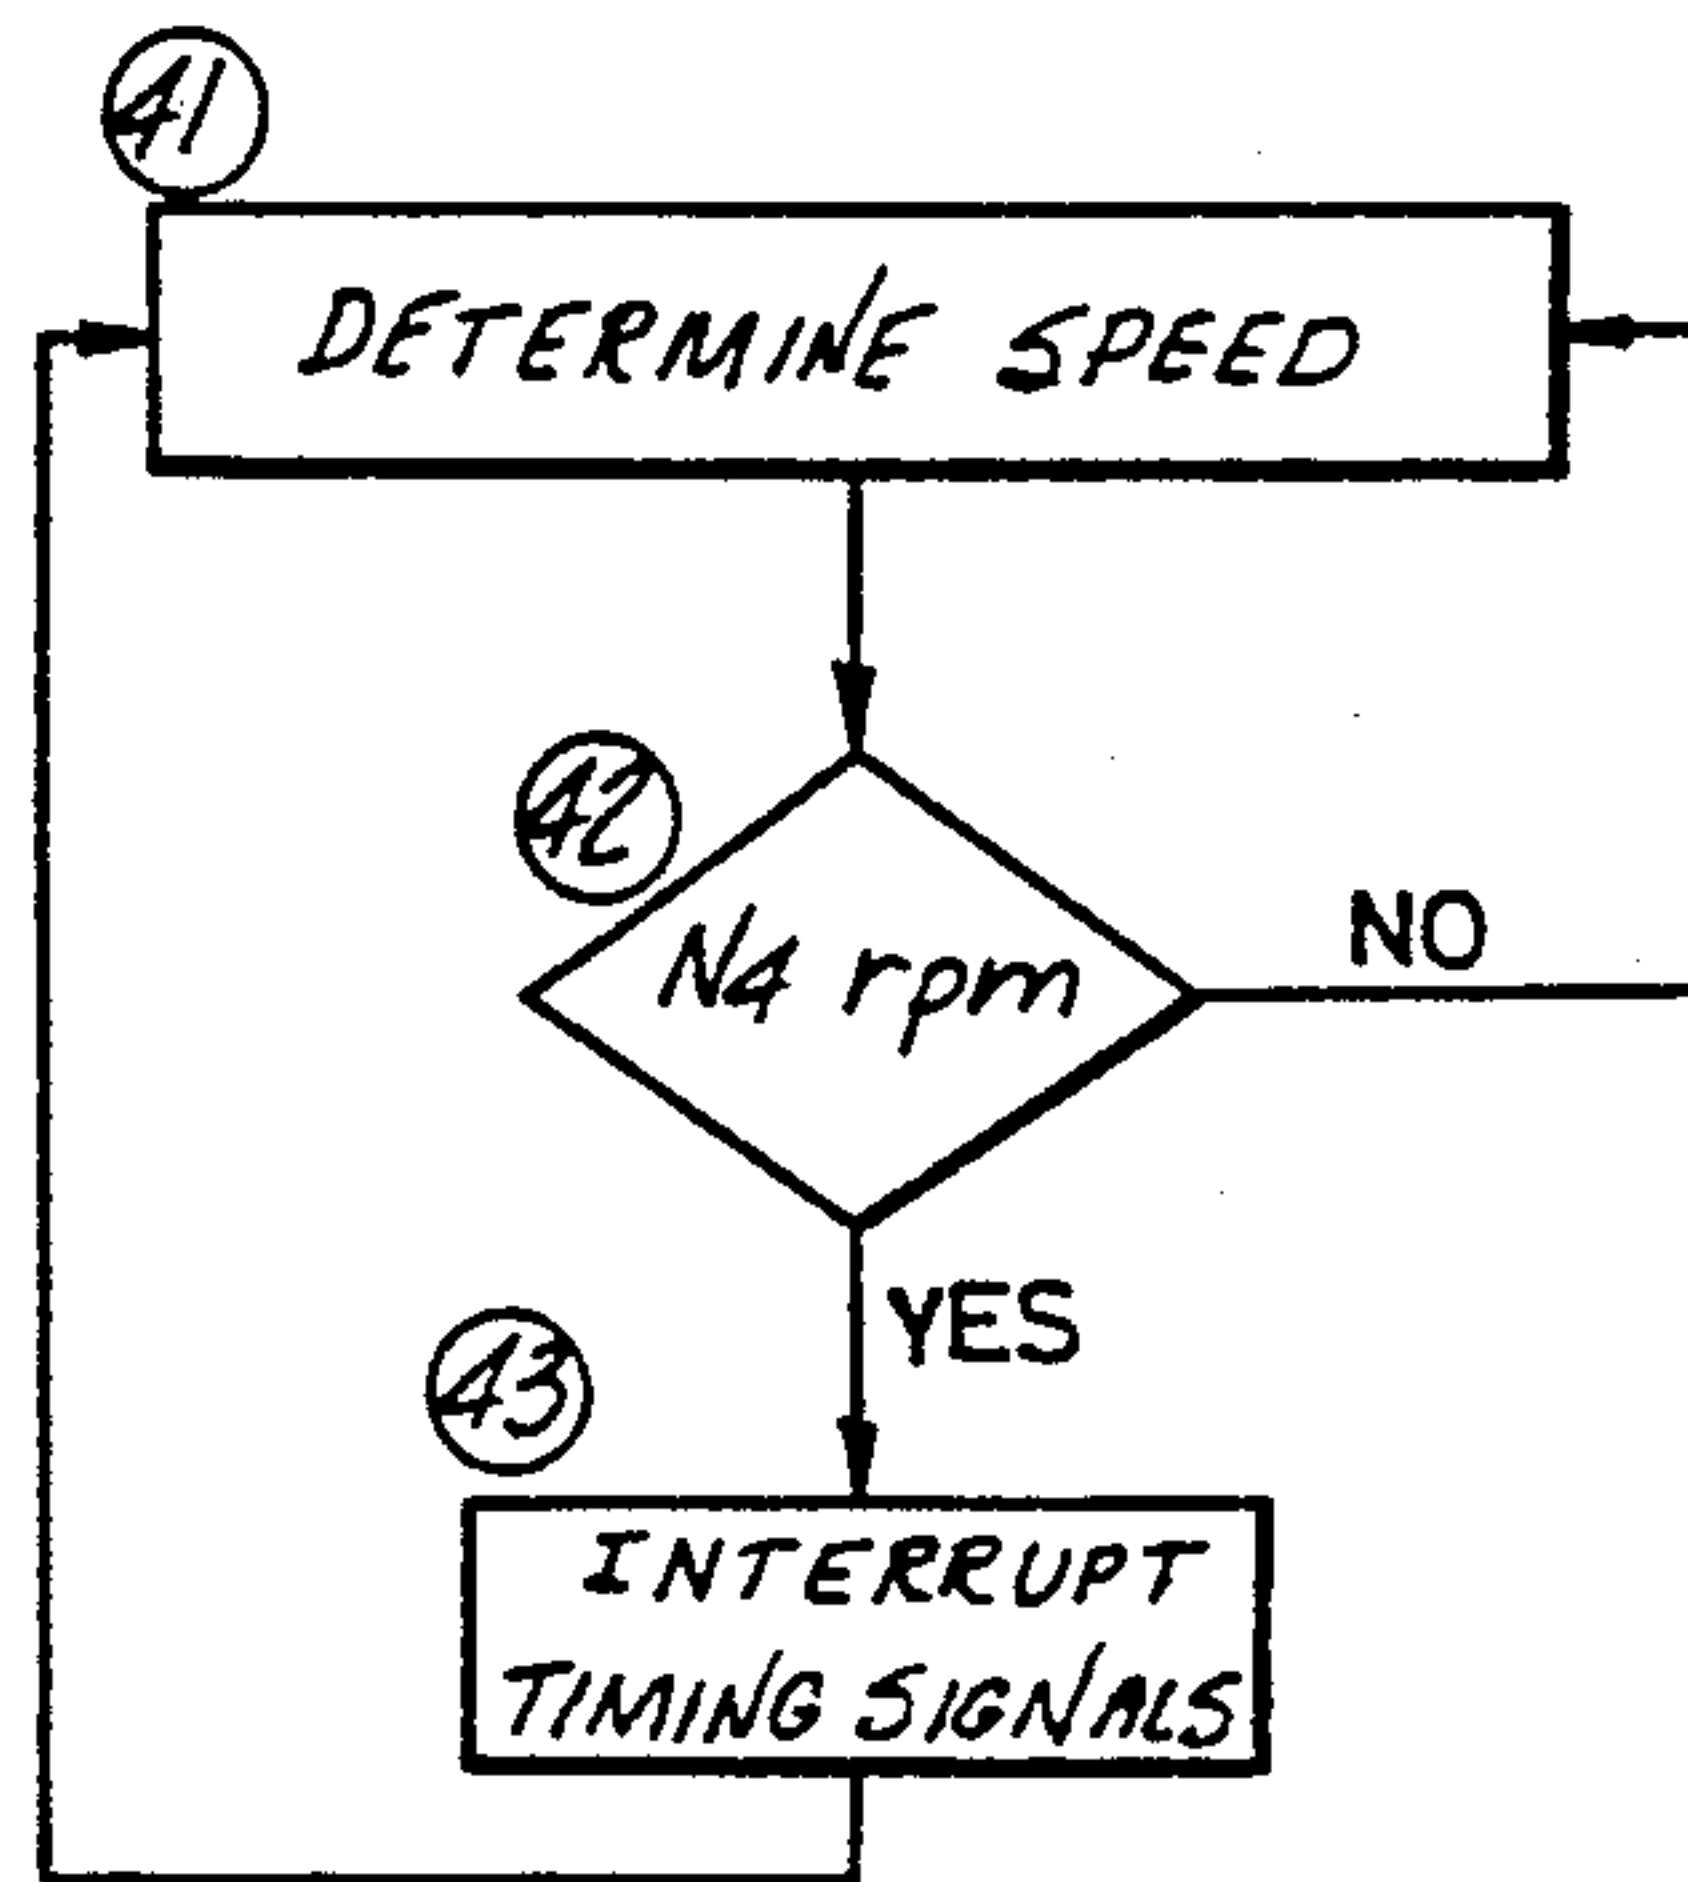 41
DETERMINE SPEED
42
N4 rpm
NO
YES
43
INTERRUPT
TIMING SIGNALS